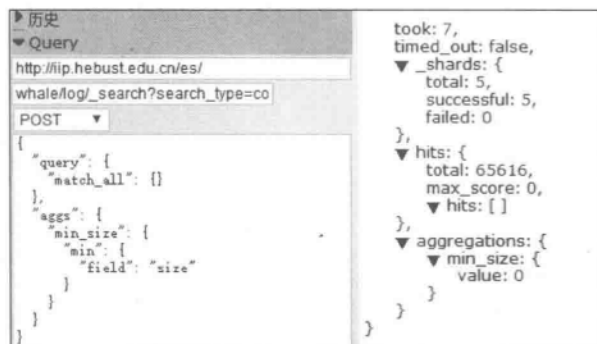 历史
Query
http://iip.hebust.edu.cn/es/
whale/log/_search?search_type=co
POST
{
"query": {
"match_all": {}
},
"aggs": {
"min_size": {
"min": {
"field": "size"
}
}
}
}
took: 7,
timed_out: false,
▼ _shards: {
total: 5,
successful: 5,
failed: 0
},
▼ hits: {
total: 65616,
max_score: 0,
▼ hits: [ ]
},
▼ aggregations: {
▼ min_size: {
value: 0
}
}
}